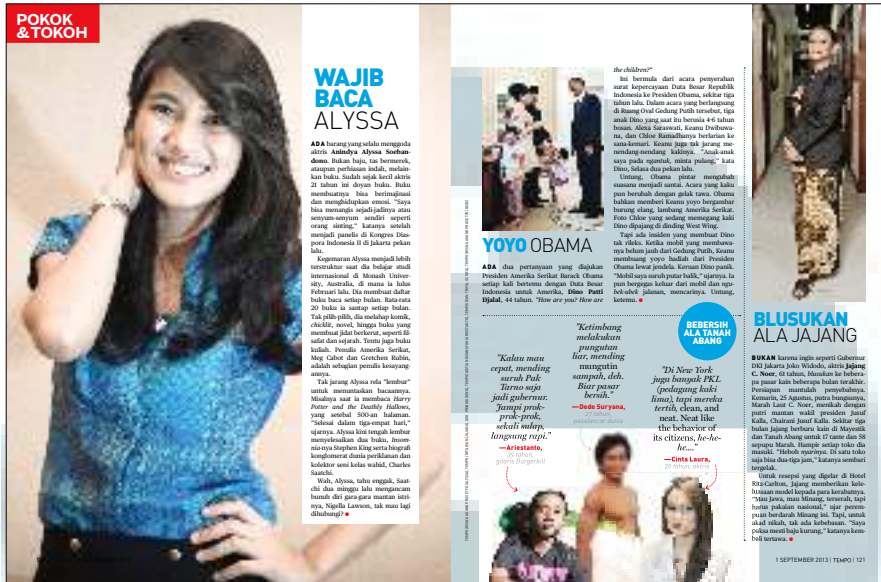 POKOK
&TOKOH
WAJIB
BACA
ALYSSA
ADA barang yang selalu menggoda
aktris Anindya Alyssa Soeban-
dono. Bukan baju, tas bermerek,
ataupun perhiasan indah, melain-
kan buku. Sudah sejak kecil aktris
21 tahun ini doyan buku. Buku
membuatnya bisa berimajinasi
dan menghidupkan emosi. "Saya
bisa menangis sejadi-jadinya atau
senyum-senyum sendiri seperti
orang sinting," katanya setelah
menjadi panelis di Kongres Dias-
pora Indonesia II di Jakarta pekan
lalu.
Kegemaran Alyssa menjadi lebih
terstruktur saat dia belajar studi
internasional di Monash Univer-
sity, Australia, di mana ia lulus
Februari lalu. Dia membuat daftar
buku baca setiap bulan. Rata-rata
20 buku ia santap setiap bulan.
Tak pilih-pilih, dia melahap komik,
chicklit, novel, hingga buku yang
membuat jidat berkerut, seperti fil-
safat dan sejarah. Tentu juga buku
kuliah. Penulis Amerika Serikat,
Meg Cabot dan Gretchen Rubin,
adalah sebagian penulis kesayang-
annya.
Tak jarang Alyssa rela "lembur"
untuk menuntaskan bacaannya.
Misalnya saat ia membaca Harry
Potter and the Deathly Hallows,
yang setebal 500-an halaman.
"Selesai dalam tiga-empat hari,"
ujarnya. Alyssa kini tengah lembur
menyelesaikan dua buku, Insom-
nia-nya Stephen King serta biografi
konglomerat dunia periklanan dan
kolektor seni kelas wahid, Charles
Saatchi.
Wah, Alyssa, tahu enggak, Saat-
chi dua minggu lalu mengancam
bunuh diri gara-gara mantan istri-
nya, Nigella Lawson, tak mau lagi
dihubungi?
YOYO OBAMA
ADA dua pertanyaan yang diajukan
Presiden Amerika Serikat Barack Obama
setiap kali bertemu dengan Duta Besar
Indonesia untuk Amerika, Dino Patti
Djalal, 44 tahun. "How are you? How are
the children?"
Ini bermula dari acara penyerahan
surat kepercayaan Duta Besar Republik
Indonesia ke Presiden Obama, sekitar tiga
tahun lalu. Dalam acara yang berlangsung
di Ruang Oval Gedung Putih tersebut, tiga
anak Dino yang saat itu berusia 4-6 tahun
bosan. Alexa Saraswati, Keanu Dwibuwa-
na, dan Chloe Ramadhanya berlarian ke
sana-kemari. Keanu juga tak jarang me-
nendang-nendang kakinya. "Anak-anak
saya pada ngantuk, minta pulang," kata
Dino, Selasa dua pekan lalu.
Untung, Obama pintar mengubah
suasana menjadi santai. Acara yang kaku
pun berubah dengan gelak tawa. Obama
bahkan memberi Keanu yoyo bergambar
burung elang, lambang Amerika Serikat.
Foto Chloe yang sedang memegang kaki
Dino dipajang di dinding West Wing.
Tapi ada insiden yang membuat Dino
tak rileks. Ketika mobil yang membawa-
nya belum jauh dari Gedung Putih, Keanu
membuang yoyo hadiah dari Presiden
Obama lewat jendela. Keruan Dino panik.
"Mobil saya suruh putar balik," ujarnya. Ia
pun bergegas keluar dari mobil dan ngu-
bek-ubek jalanan, mencarinya. Untung,
ketemu.
BEBERSIH
ALA TANAH
ABANG
"Kalau mau
cepat, mending
suruh Pak
Tarno saja
jadi gubernur.
Jampi prok-
prok-prok,
sekali sulap,
langsung rapi."
—Ariestanto,
29 tahun,
gitaris Burgerkill
"Ketimbang
melakukan
pungutan
liar, mending
mungutin
sampah, deh.
Biar pasar
bersih."
—Dede Suryana,
27 tahun,
peselancar dunia
"Di New York
juga banyak PKL
(pedagang kaki
lima), tapi mereka
tertib, clean, and
neat. Neat like
the behavior of
its citizens, he-he-
he...."
—Cinta Laura,
20 tahun, aktris
BLUSUKAN
ALA JAJANG
BUKAN karena ingin seperti Gubernur
DKI Jakarta Joko Widodo, aktris Jajang
C. Noer, 61 tahun, blusukan ke bebera-
pa pasar kain beberapa bulan terakhir.
Persiapan mantulah penyebabnya.
Kemarin, 25 Agustus, putra bungsunya,
Marah Laut C. Noer, menikah dengan
putri mantan wakil presiden Jusuf
Kalla, Chairani Jusuf Kalla. Sekitar tiga
bulan Jajang berburu kain di Mayestik
dan Tanah Abang untuk 17 tante dan 58
sepupu Marah. Hampir setiap toko dia
masuki. "Heboh nyarinya. Di satu toko
saja bisa dua-tiga jam," katanya sembari
tergelak.
Untuk resepsi yang digelar di Hotel
Ritz-Carlton, Jajang memberikan kele-
luasaan model kepada para kerabatnya.
"Mau Jawa, mau Minang, terserah, tapi
harus pakaian nasional," ujar perem-
puan berdarah Minang ini. Tapi, untuk
akad nikah, tak ada kebebasan. "Saya
paksa mesti baju kurung," katanya kem-
bali tertawa.
1 SEPTEMBER 2013 | TEMPO | 121